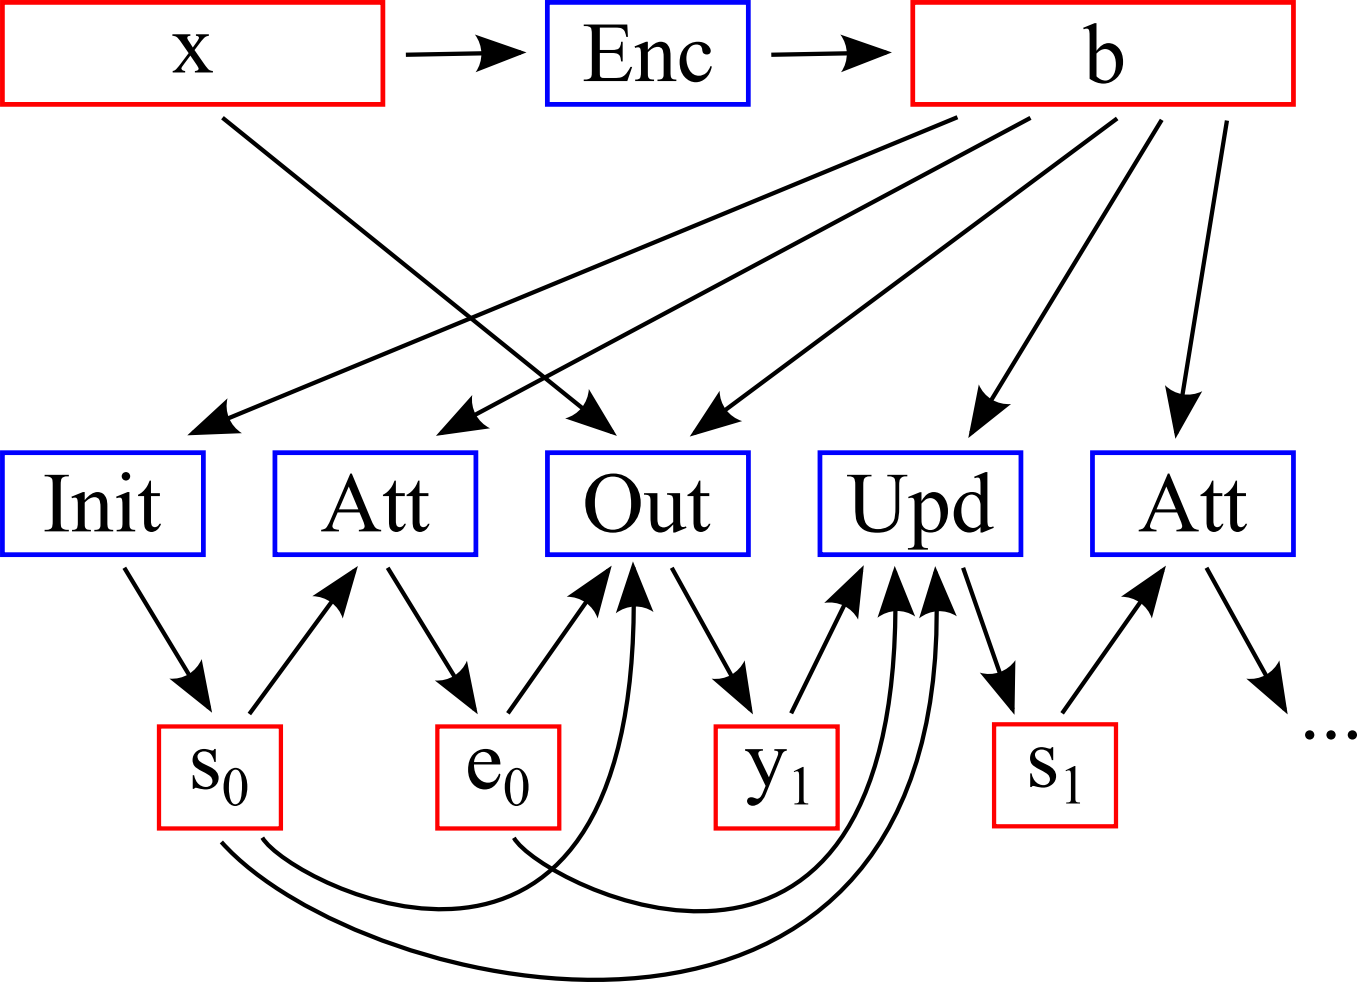 x Enc b
Init Att Out Upd Att
s₀ e₀ y₁ s₁ ...